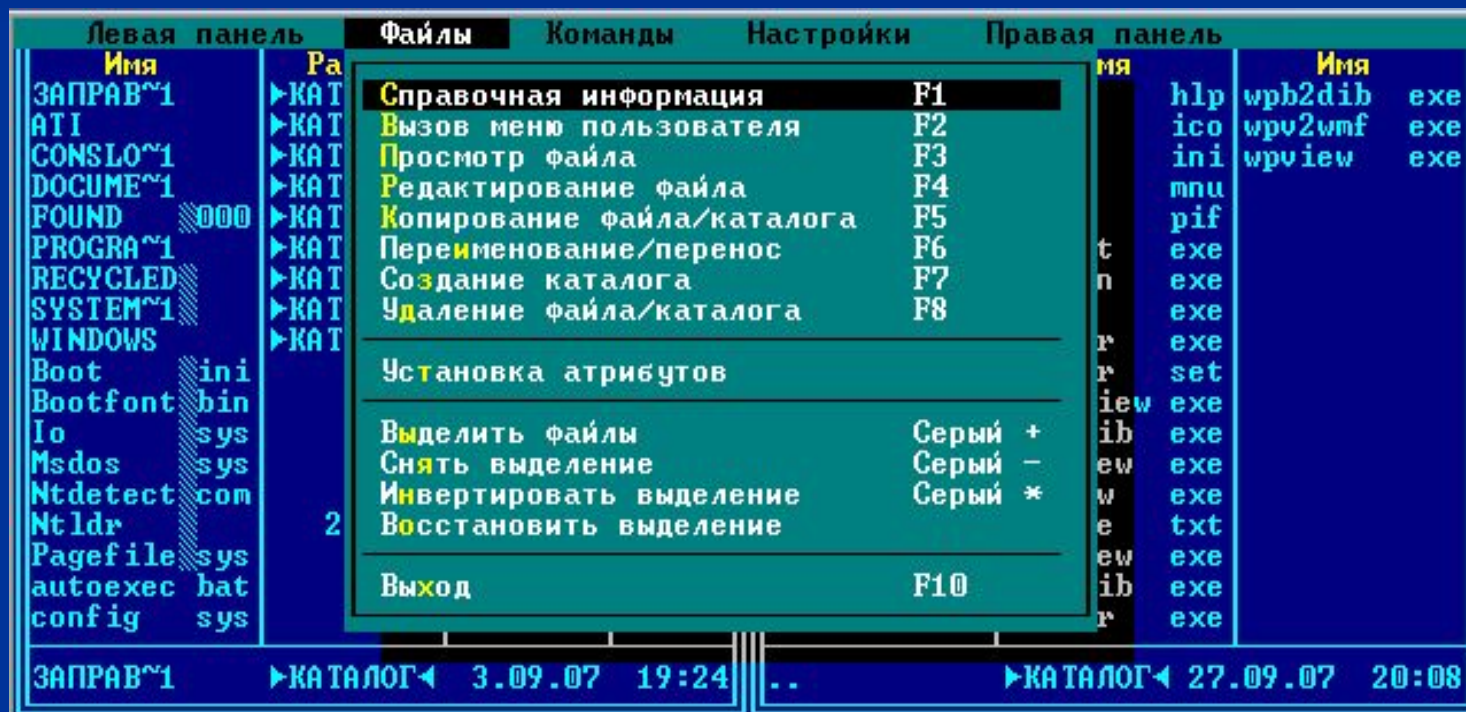 Левая панель Файлы Команды Настройки Правая панель
Имя Ра мя Имя
ЗАПРАВ~1 ►КАТ Справочная информация F1 hlp wpb2dib exe
ATI ►КАТ Вызов меню пользователя F2 ico wpv2wmf exe
CONSLO~1 ►КАТ Просмотр файла F3 ini wpview exe
DOCUME~1 ►КАТ Редактирование файла F4 mnu
FOUND 000 ►КАТ Копирование файла/каталога F5 pif
PROGRA~1 ►КАТ Переименование/перенос F6 t exe
RECYCLED ►КАТ Создание каталога F7 n exe
SYSTEM~1 ►КАТ Удаление файла/каталога F8 exe
WINDOWS ►КАТ r exe
Boot ini Установка атрибутов r set
Bootfont bin iew exe
Io sys Выделить файлы Серый + ib exe
Msdos sys Снять выделение Серый - ew exe
Ntdetect com Инвертировать выделение Серый * w exe
Ntldr 2 Восстановить выделение e txt
Pagefile sys ew exe
autoexec bat Выход F10 ib exe
config sys r exe
ЗАПРАВ~1 ►КАТАЛОГ◄ 3.09.07 19:24 .. ►КАТАЛОГ◄ 27.09.07 20:08